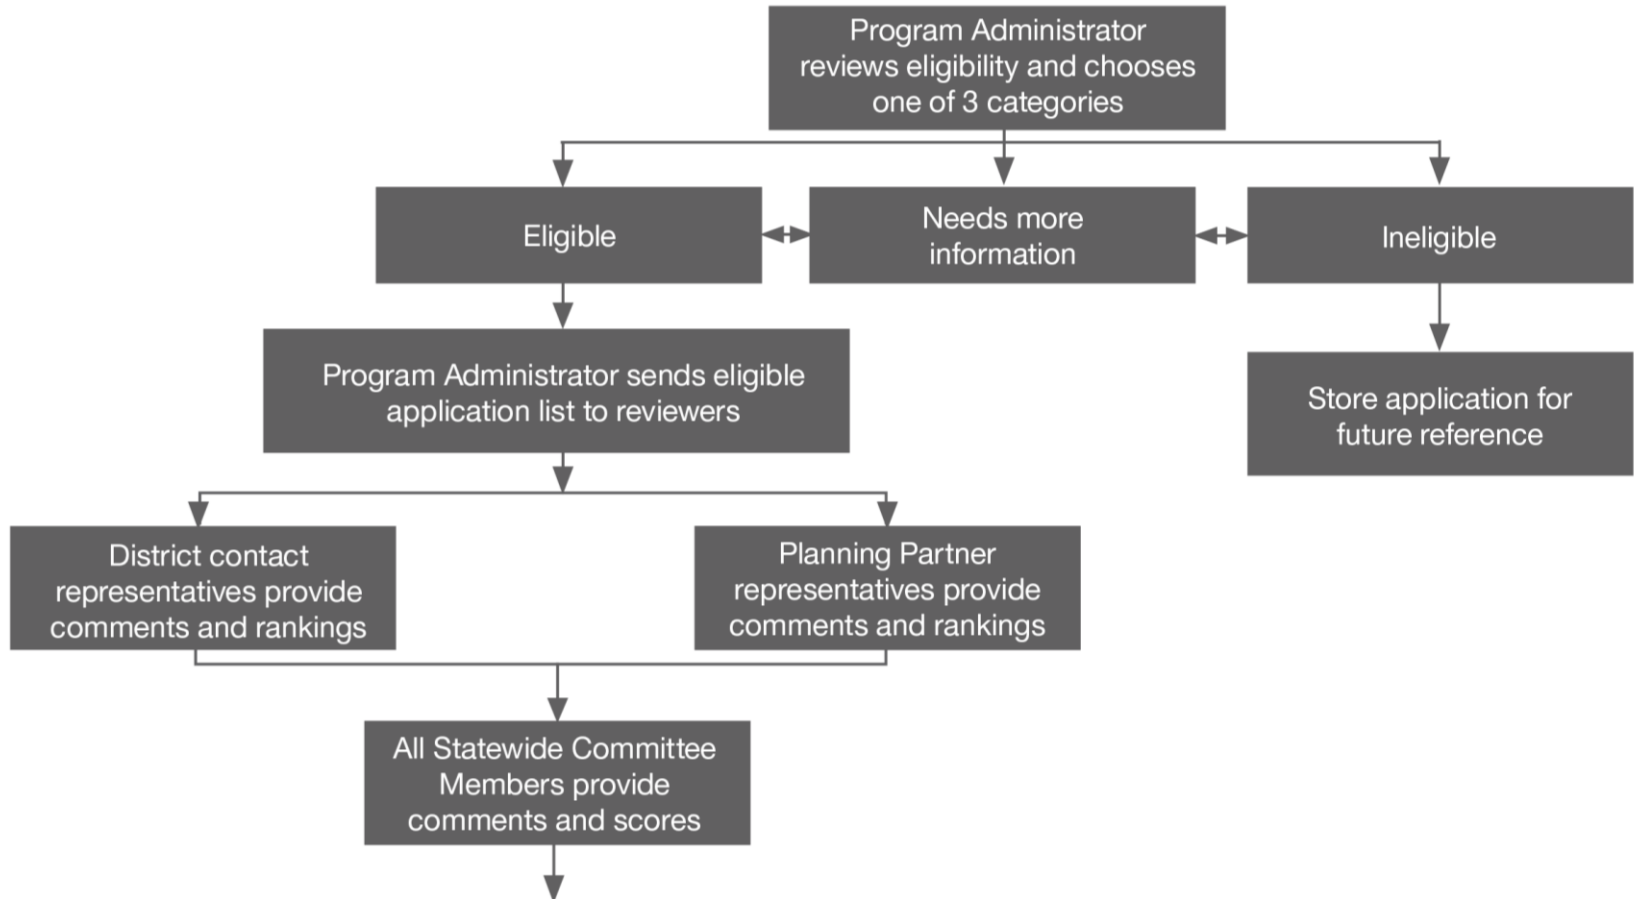 Program Administrator
reviews eligibility and chooses
one of 3 categories
Eligible
Needs more
information
Ineligible
Program Administrator sends eligible
application list to reviewers
Store application for
future reference
District contact
representatives provide
comments and rankings
Planning Partner
representatives provide
comments and rankings
All Statewide Committee
Members provide
comments and scores